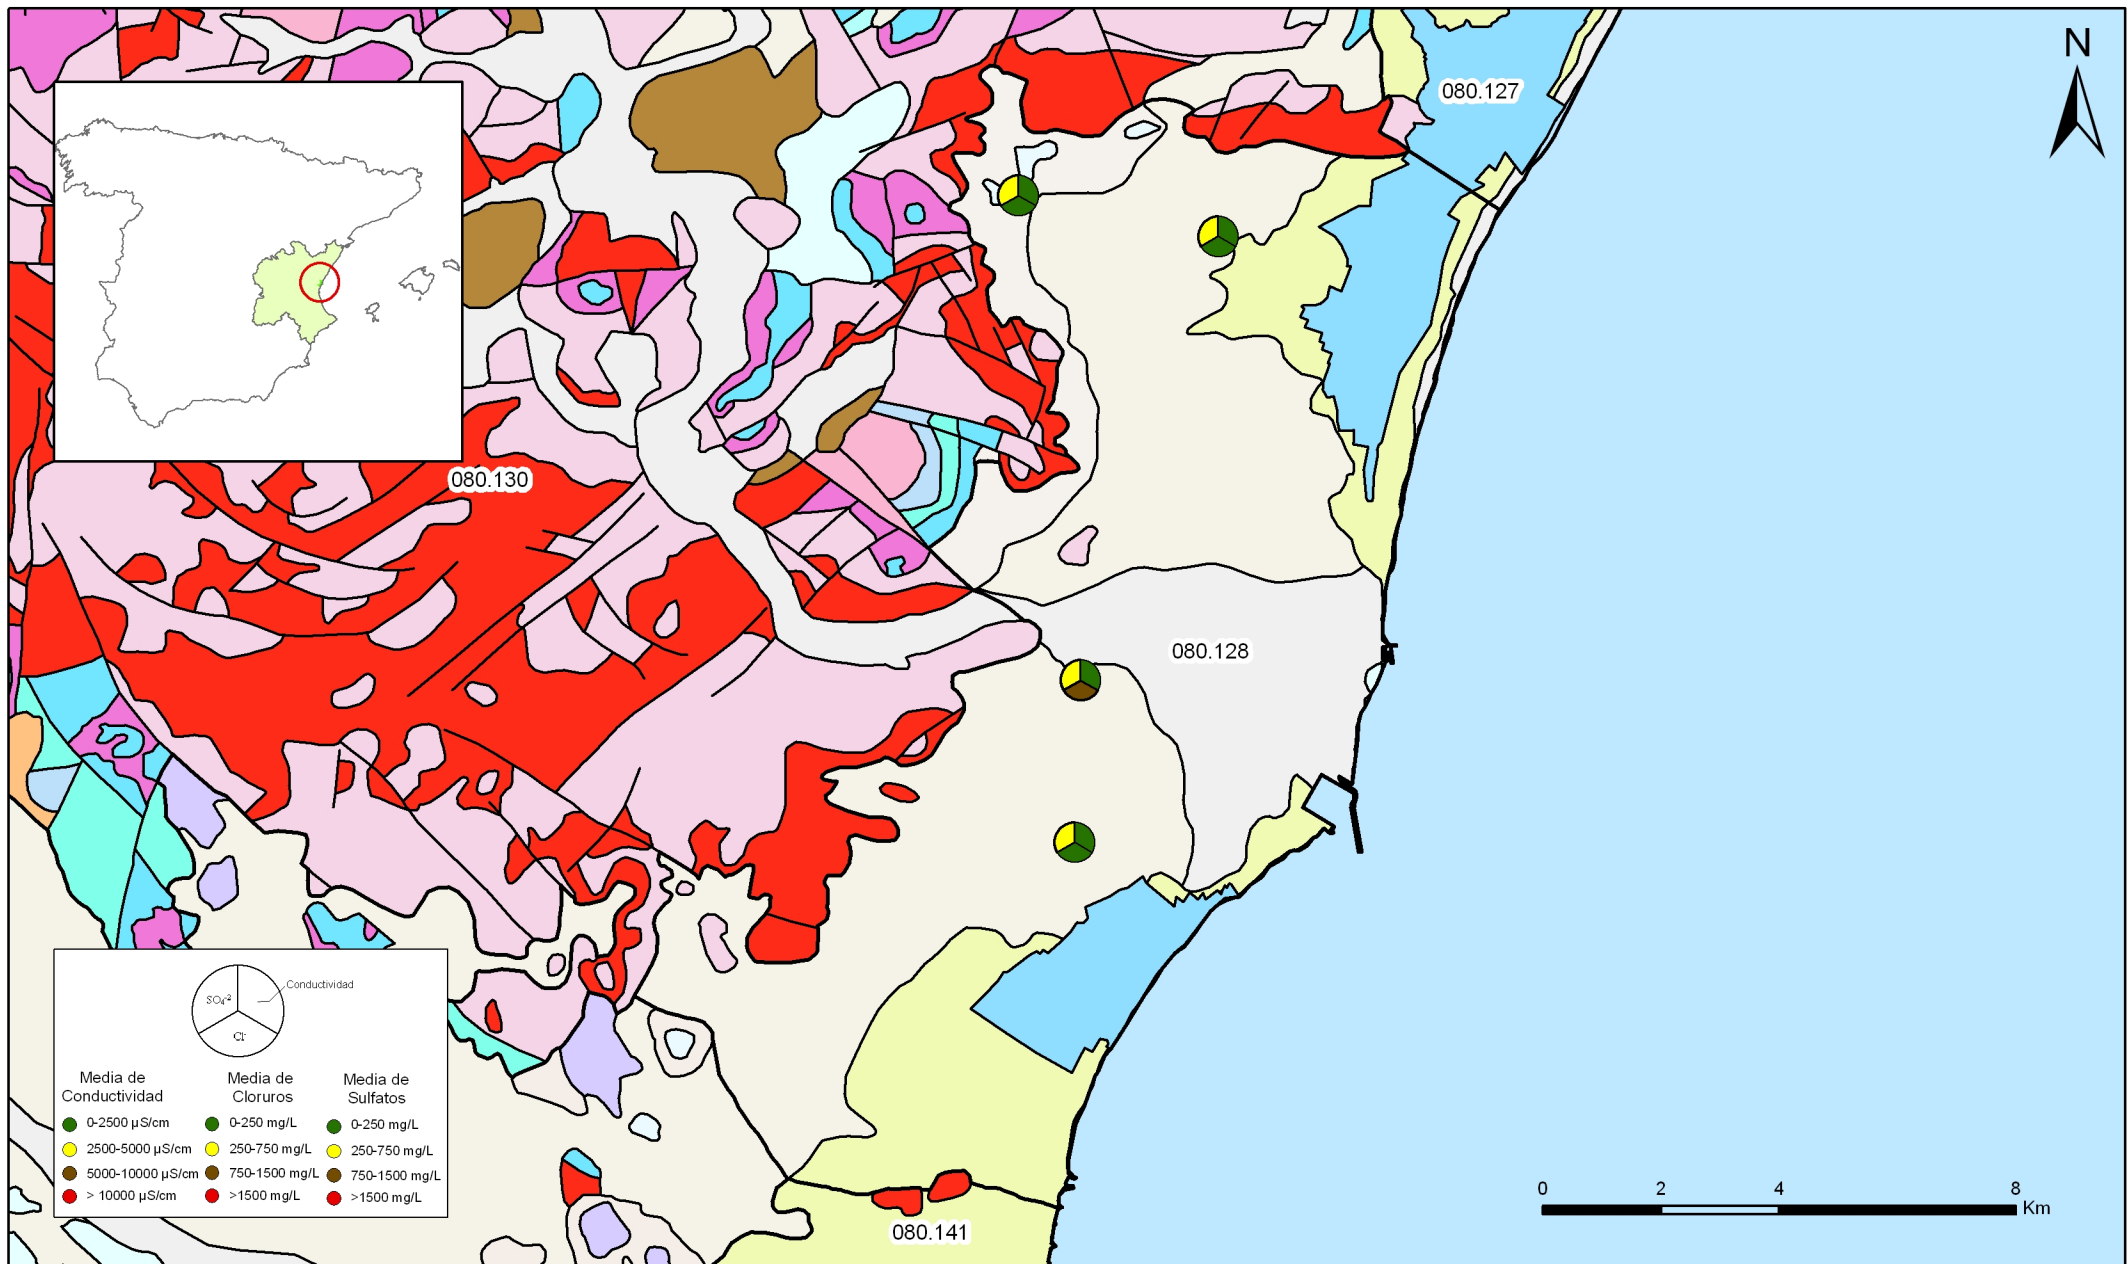 N
080.127
080.130
080.128
SO₄⁻²
Conductividad
Cl⁻
Media de
Conductividad
0-2500 µS/cm
2500-5000 µS/cm
5000-10000 µS/cm
> 10000 µS/cm
Media de
Cloruros
0-250 mg/L
250-750 mg/L
750-1500 mg/L
>1500 mg/L
Media de
Sulfatos
0-250 mg/L
250-750 mg/L
750-1500 mg/L
>1500 mg/L
0 2 4 8
Km
080.141